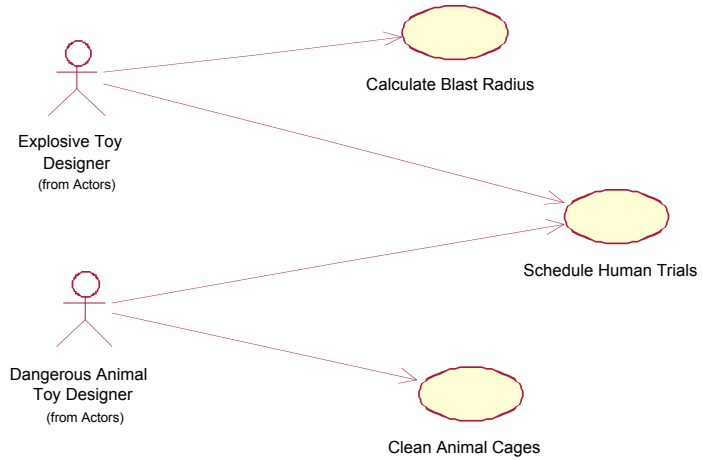 Calculate Blast Radius
Explosive Toy
Designer
(from Actors)
Schedule Human Trials
Dangerous Animal
Toy Designer
(from Actors)
Clean Animal Cages